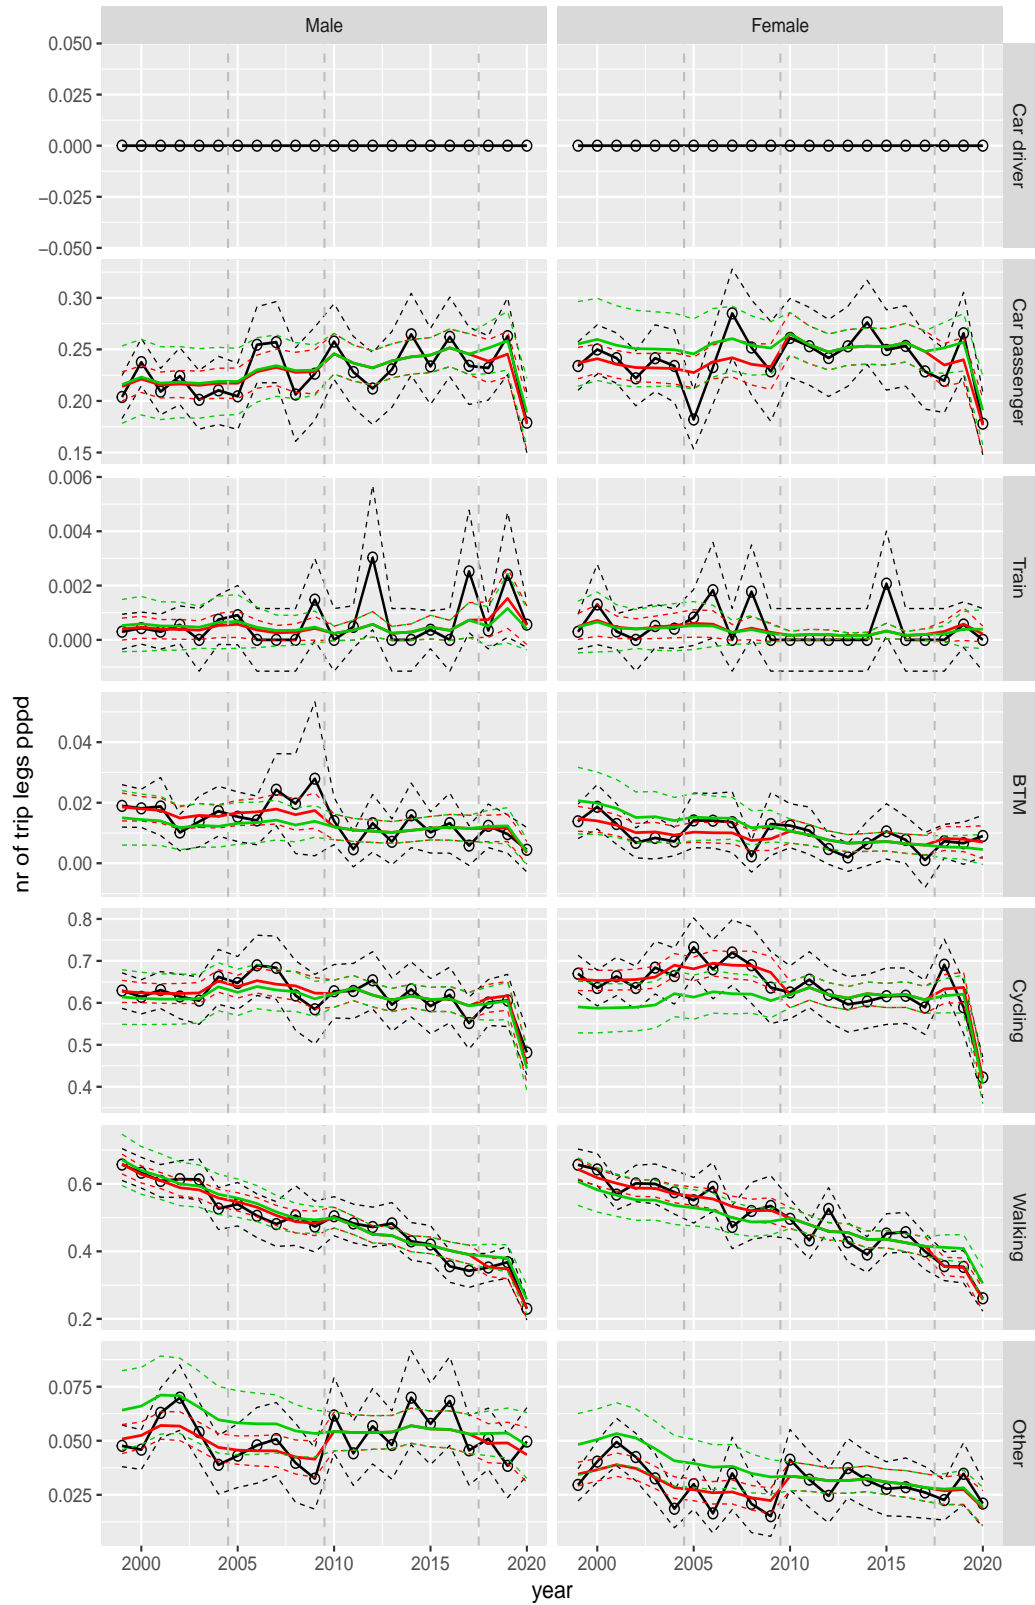 Male Female
0.050
0.025
0.000
−0.025
−0.050
Car driver
0.30
0.25
0.20
0.15
Car passenger
0.006
0.004
0.002
0.000
Train
0.04
0.02
0.00
BTM
0.8
0.7
0.6
0.5
0.4
Cycling
0.6
0.4
0.2
Walking
0.075
0.050
0.025
Other
nr of trip legs pppd
2000 2005 2010 2015 2020 2000 2005 2010 2015 2020
year